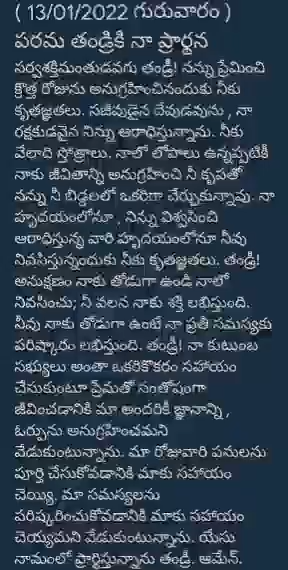 ( 13/01/2022 గురువారం )
పరమ తండ్రికి నా ప్రార్థన
సర్వశక్తిమంతుడవగు తండ్రీ! నన్ను ప్రేమించి
క్రొత్త రోజును అనుగ్రహించినందుకు నీకు
కృతజ్ఞతలు. సజీవుడైన దేవుడవును , నా
రక్షకుడవైన నిన్ను ఆరాధిస్తున్నాను. నీకు
వేలాది స్తోత్రాలు. నాలో లోపాలు ఉన్నప్పటికీ
నాకు జీవితాన్ని అనుగ్రహించి నీ కృపతో
నన్ను నీ బిడ్డలలో ఒకరిగా చేర్చుకున్నావు. నా
హృదయంలోనూ , నిన్ను విశ్వసించి
ఆరాధిస్తున్న వారి హృదయంలోనూ నీవు
నివసిస్తున్నందుకు నీకు కృతజ్ఞతలు. తండ్రీ!
అనుక్షణం నాకు తోడుగా ఉండి నాలో
నివసించు; నీ వలన నాకు శక్తి లభిస్తుంది.
నీవు నాకు తోడుగా ఉంటే నా ప్రతీ సమస్యకు
పరిష్కారం లభిస్తుంది. తండ్రీ! నా కుటుంబ
సభ్యులు అంతా ఒకరికొకరం సహాయం
చేసుకుంటూ ప్రేమతో సంతోషంగా
జీవించడానికి మా అందరికీ జ్ఞానాన్ని ,
ఓర్పును అనుగ్రహించమని
వేడుకుంటున్నాను. మా రోజువారి పనులను
పూర్తి చేసుకోవడానికి మాకు సహాయం
చెయ్యి. మా సమస్యలను
పరిష్కరించుకోవడానికి మాకు సహాయం
చెయ్యమని వేడుకుంటున్నాను. యేసు
నామంలో ప్రార్థిస్తున్నాను తండ్రీ. ఆమేన్.